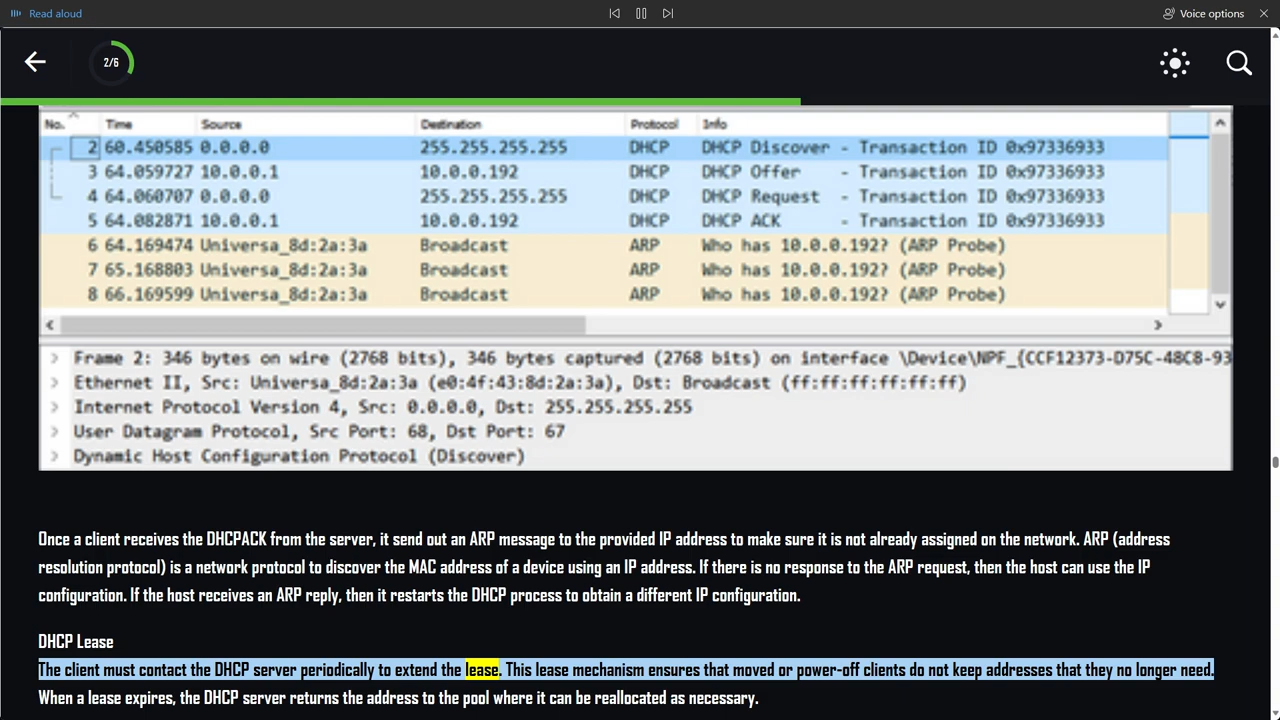 Read aloud
Voice options
2/6
No. Time Source Destination Protocol Info
2 60.450585 0.0.0.0 255.255.255.255 DHCP DHCP Discover - Transaction ID 0x97336933
3 64.059727 10.0.0.1 10.0.0.192 DHCP DHCP Offer - Transaction ID 0x97336933
4 64.060707 0.0.0.0 255.255.255.255 DHCP DHCP Request - Transaction ID 0x97336933
5 64.082871 10.0.0.1 10.0.0.192 DHCP DHCP ACK - Transaction ID 0x97336933
6 64.169474 Universa_8d:2a:3a Broadcast ARP Who has 10.0.0.192? (ARP Probe)
7 65.168803 Universa_8d:2a:3a Broadcast ARP Who has 10.0.0.192? (ARP Probe)
8 66.169599 Universa_8d:2a:3a Broadcast ARP Who has 10.0.0.192? (ARP Probe)
Frame 2: 346 bytes on wire (2768 bits), 346 bytes captured (2768 bits) on interface \Device\NPF_{CCF12373-D75C-48C8-93
Ethernet II, Src: Universa_8d:2a:3a (e0:4f:43:8d:2a:3a), Dst: Broadcast (ff:ff:ff:ff:ff:ff)
Internet Protocol Version 4, Src: 0.0.0.0, Dst: 255.255.255.255
User Datagram Protocol, Src Port: 68, Dst Port: 67
Dynamic Host Configuration Protocol (Discover)
Once a client receives the DHCPACK from the server, it send out an ARP message to the provided IP address to make sure it is not already assigned on the network. ARP (address
resolution protocol) is a network protocol to discover the MAC address of a device using an IP address. If there is no response to the ARP request, then the host can use the IP
configuration. If the host receives an ARP reply, then it restarts the DHCP process to obtain a different IP configuration.
DHCP Lease
The client must contact the DHCP server periodically to extend the lease. This lease mechanism ensures that moved or power-off clients do not keep addresses that they no longer need.
When a lease expires, the DHCP server returns the address to the pool where it can be reallocated as necessary.